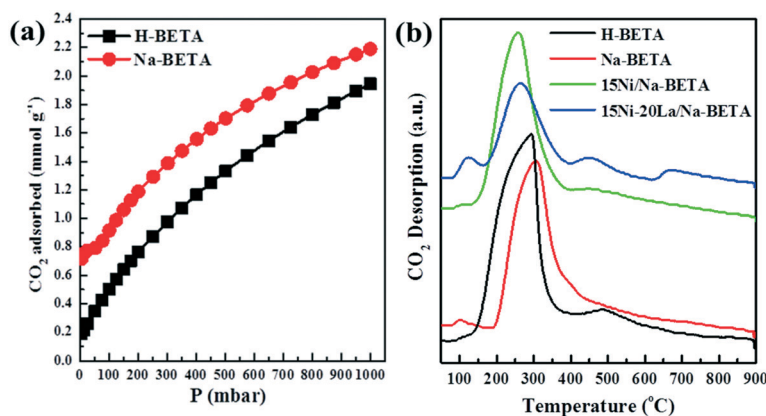 (a)
H-BETA
Na-BETA
CO₂ adsorbed (mmol g⁻¹)
2.4
2.2
2.0
1.8
1.6
1.4
1.2
1.0
0.8
0.6
0.4
0.2
0.0
0 100 200 300 400 500 600 700 800 900 1000
P (mbar)
(b)
H-BETA
Na-BETA
15Ni/Na-BETA
15Ni-20La/Na-BETA
CO₂ Desorption (a.u.)
100 200 300 400 500 600 700 800 900
Temperature (°C)